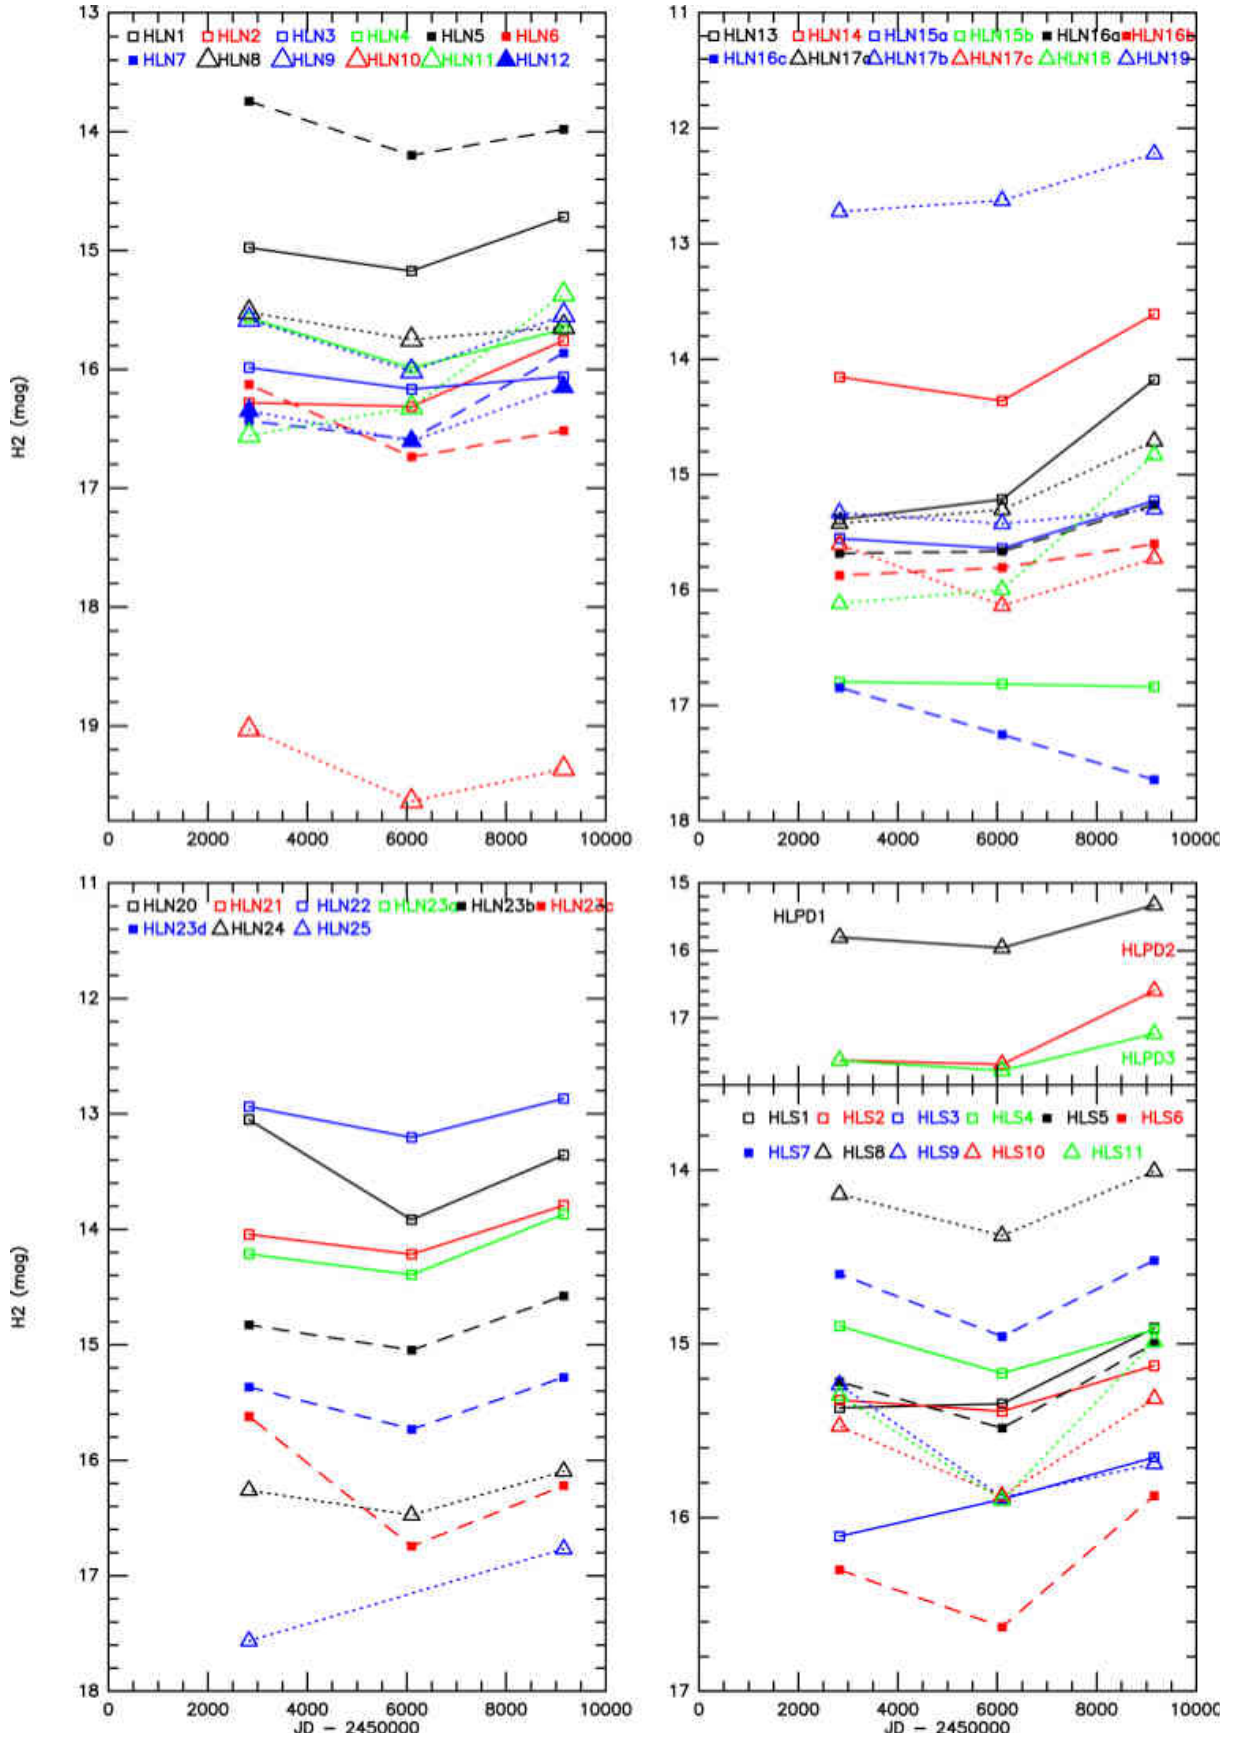 13
□ HLN1 □ HLN2 □ HLN3 □ HLN4 ■ HLN5 ■ HLN6
■ HLN7 △ HLN8 △ HLN9 △ HLN10 △ HLN11 ▲ HLN12
14
15
16
17
18
19
H2 (mag)
0 2000 4000 6000 8000 10000
11
□ HLN13 □ HLN14 □ HLN15a □ HLN15b ■ HLN16a ■ HLN16b
■ HLN16c △ HLN17a △ HLN17b △ HLN17c △ HLN18 △ HLN19
12
13
14
15
16
17
18
0 2000 4000 6000 8000 10000
11
□ HLN20 □ HLN21 □ HLN22 □ HLN23a ■ HLN23b ■ HLN23c
■ HLN23d △ HLN24 △ HLN25
12
13
14
15
16
17
18
H2 (mag)
0 2000 4000 6000 8000 10000
JD − 2450000
15
HLPD1
16
HLPD2
17
HLPD3
□ HLS1 □ HLS2 □ HLS3 □ HLS4 ■ HLS5 ■ HLS6
■ HLS7 △ HLS8 △ HLS9 △ HLS10 △ HLS11
14
15
16
17
0 2000 4000 6000 8000 10000
JD − 2450000